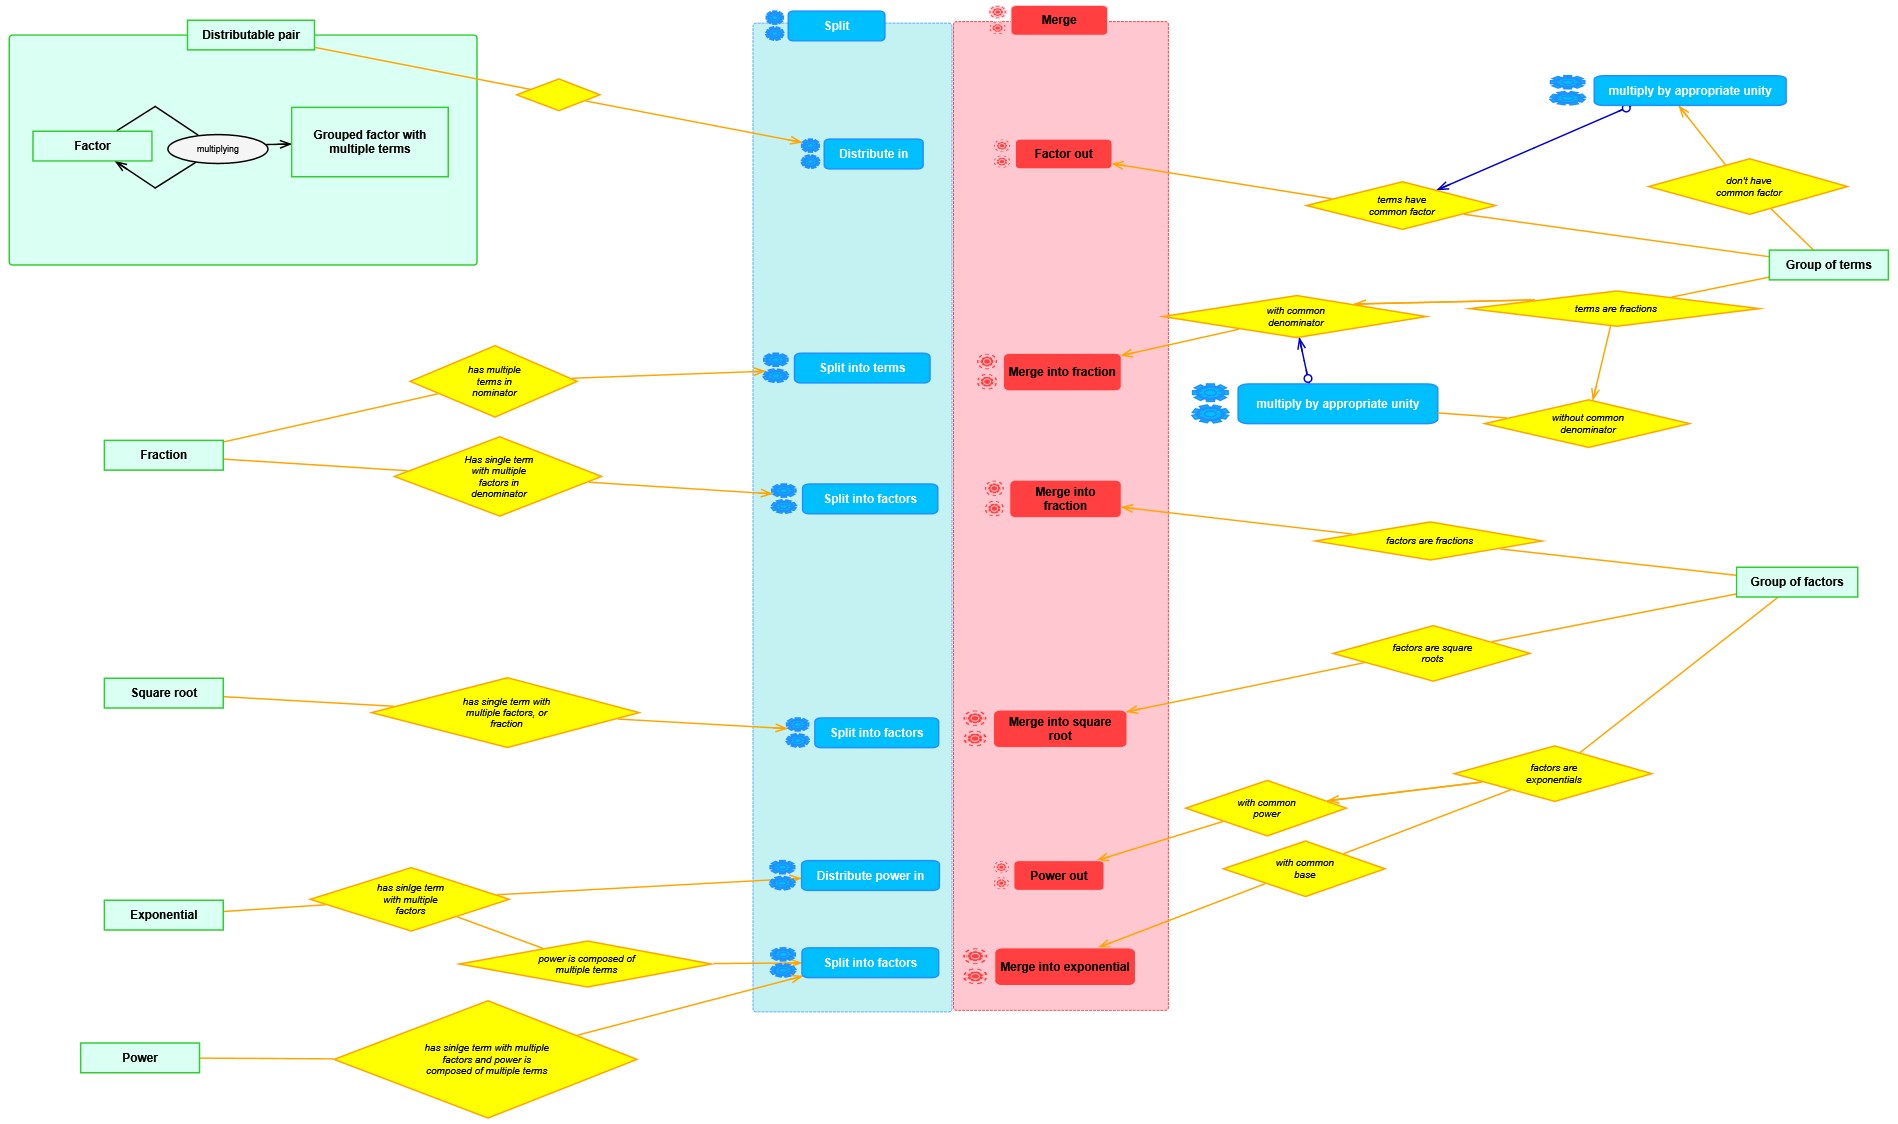 Distributable pair
Factor
multiplying
Grouped factor with
multiple terms
Split
Merge
multiply by appropriate unity
Distribute in
Factor out
terms have
common factor
don't have
common factor
Group of terms
with common
denominator
terms are fractions
has multiple
terms in
nominator
Split into terms
Merge into fraction
multiply by appropriate unity
without common
denominator
Fraction
Has single term
with multiple
factors in
denominator
Split into factors
Merge into
fraction
factors are fractions
Group of factors
factors are square
roots
Square root
has single term with
multiple factors, or
fraction
Split into factors
Merge into square
root
factors are
exponentials
with common
power
with common
base
Exponential
has sinlge term
with multiple
factors
Distribute power in
Power out
power is composed of
multiple terms
Split into factors
Merge into exponential
Power
has sinlge term with multiple
factors and power is
composed of multiple terms